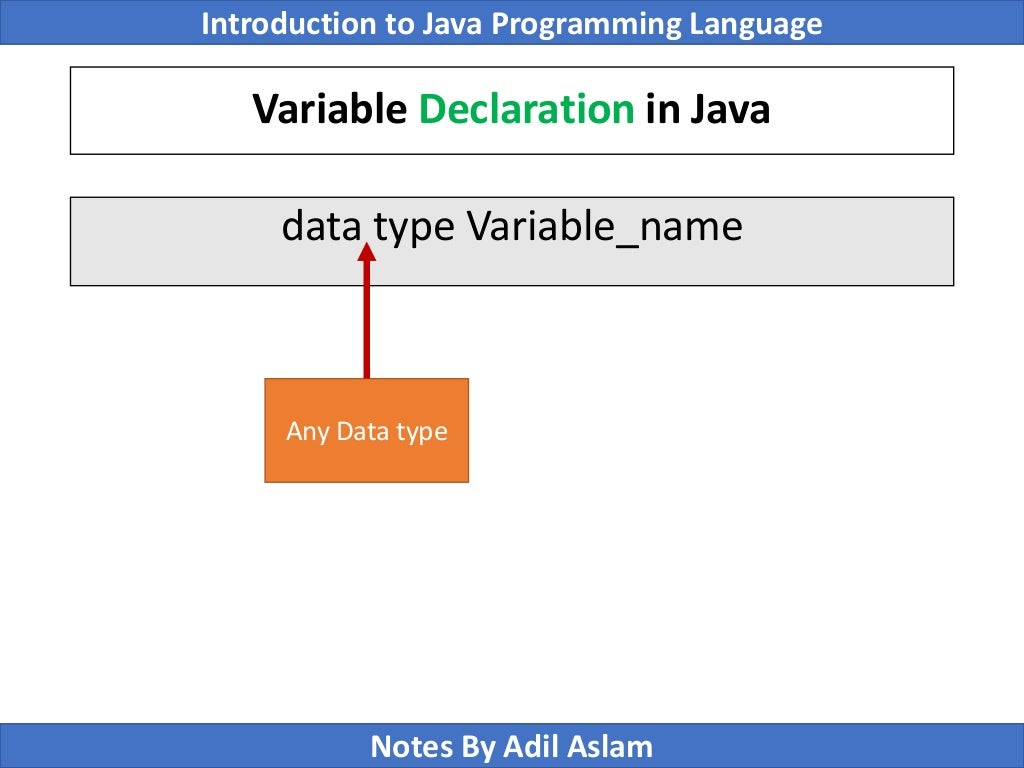 Introduction to Java Programming Language
Variable Declaration in Java
data type Variable_name
Any Data type
Notes By Adil Aslam